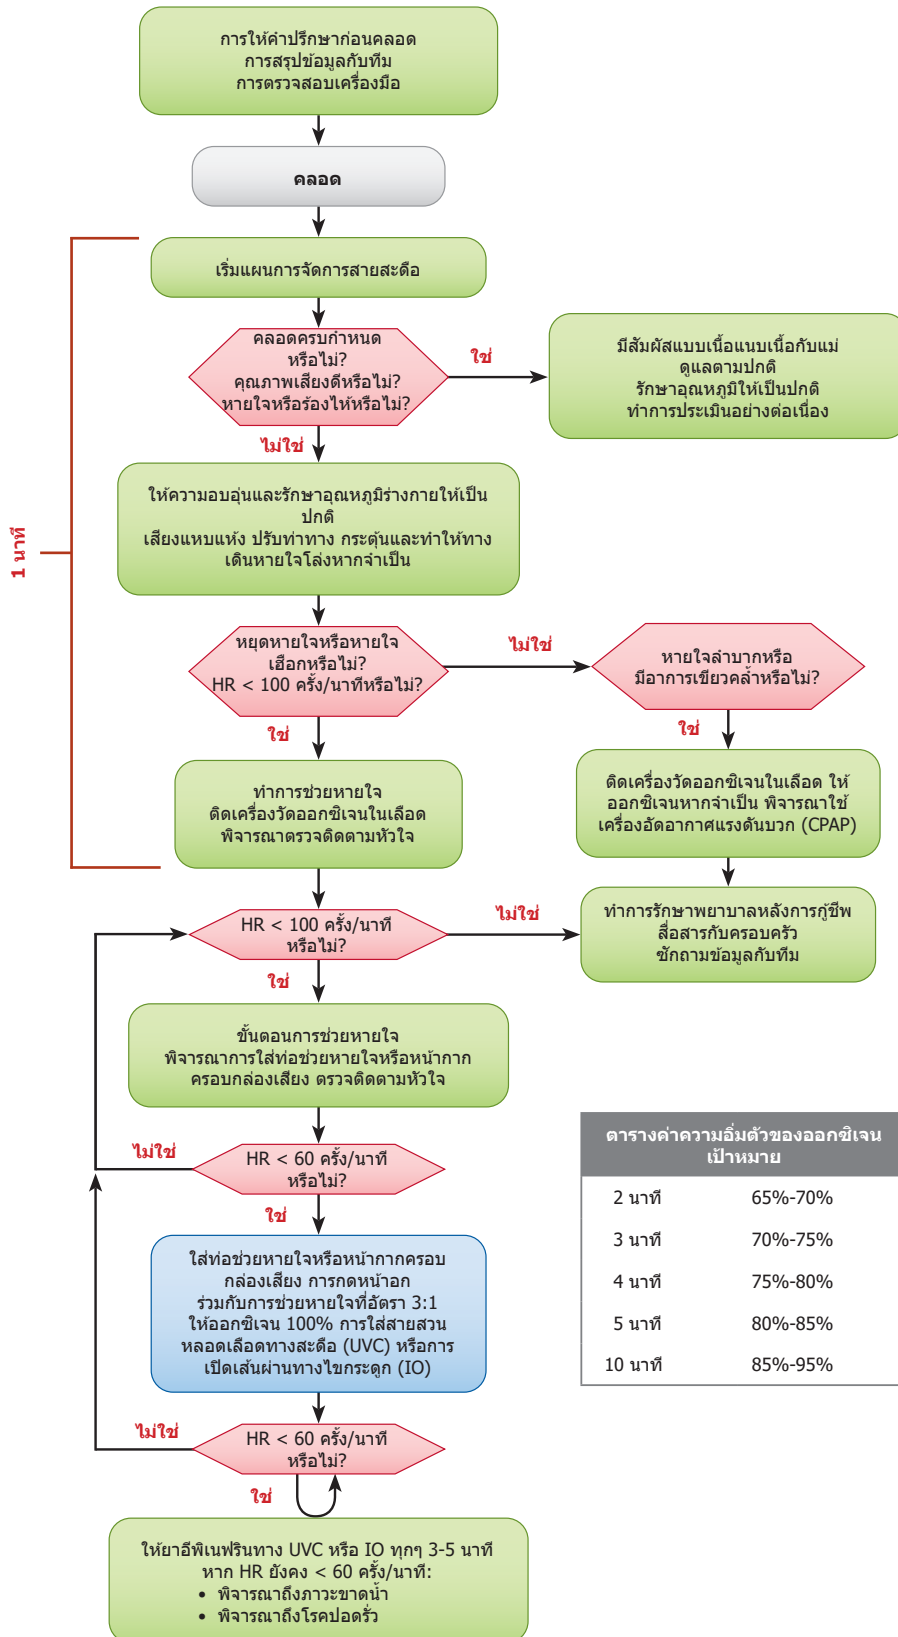 การให้คำปรึกษาก่อนคลอด
การสรุปข้อมูลกับทีม
การตรวจสอบเครื่องมือ
คลอด
เริ่มแผนการจัดการสายสะดือ
คลอดครบกำหนด
หรือไม่?
คุณภาพเสียงดีหรือไม่?
หายใจหรือร้องไห้หรือไม่?
ใช่
มีสัมผัสแบบเนื้อแนบเนื้อกับแม่
ดูแลตามปกติ
รักษาอุณหภูมิให้เป็นปกติ
ทำการประเมินอย่างต่อเนื่อง
ไม่ใช่
1 นาที
ให้ความอบอุ่นและรักษาอุณหภูมิร่างกายให้เป็น
ปกติ
เสียงแหบแห้ง ปรับท่าทาง กระตุ้นและทำให้ทาง
เดินหายใจโล่งหากจำเป็น
หยุดหายใจหรือหายใจ
เฮือกหรือไม่?
HR < 100 ครั้ง/นาทีหรือไม่?
ไม่ใช่
หายใจลำบากหรือ
มีอาการเขียวคล้ำหรือไม่?
ใช่
ใช่
ทำการช่วยหายใจ
ติดเครื่องวัดออกซิเจนในเลือด
พิจารณาตรวจติดตามหัวใจ
ติดเครื่องวัดออกซิเจนในเลือด ให้
ออกซิเจนหากจำเป็น พิจารณาใช้
เครื่องอัดอากาศแรงดันบวก (CPAP)
HR < 100 ครั้ง/นาที
หรือไม่?
ไม่ใช่
ทำการรักษาพยาบาลหลังการกู้ชีพ
สื่อสารกับครอบครัว
ซักถามข้อมูลกับทีม
ใช่
ขั้นตอนการช่วยหายใจ
พิจารณาการใส่ท่อช่วยหายใจหรือหน้ากาก
ครอบกล่องเสียง ตรวจติดตามหัวใจ
HR < 60 ครั้ง/นาที
หรือไม่?
ไม่ใช่
ใช่
ใส่ท่อช่วยหายใจหรือหน้ากากครอบ
กล่องเสียง การกดหน้าอก
ร่วมกับการช่วยหายใจที่อัตรา 3:1
ให้ออกซิเจน 100% การใส่สายสวน
หลอดเลือดทางสะดือ (UVC) หรือการ
เปิดเส้นผ่านทางไขกระดูก (IO)
HR < 60 ครั้ง/นาที
หรือไม่?
ไม่ใช่
ใช่
ให้ยาอีพิเนฟรินทาง UVC หรือ IO ทุกๆ 3-5 นาที
หาก HR ยังคง < 60 ครั้ง/นาที:
• พิจารณาถึงภาวะขาดน้ำ
• พิจารณาถึงโรคปอดรั่ว
ตารางค่าความอิ่มตัวของออกซิเจน
เป้าหมาย
2 นาที 65%-70%
3 นาที 70%-75%
4 นาที 75%-80%
5 นาที 80%-85%
10 นาที 85%-95%